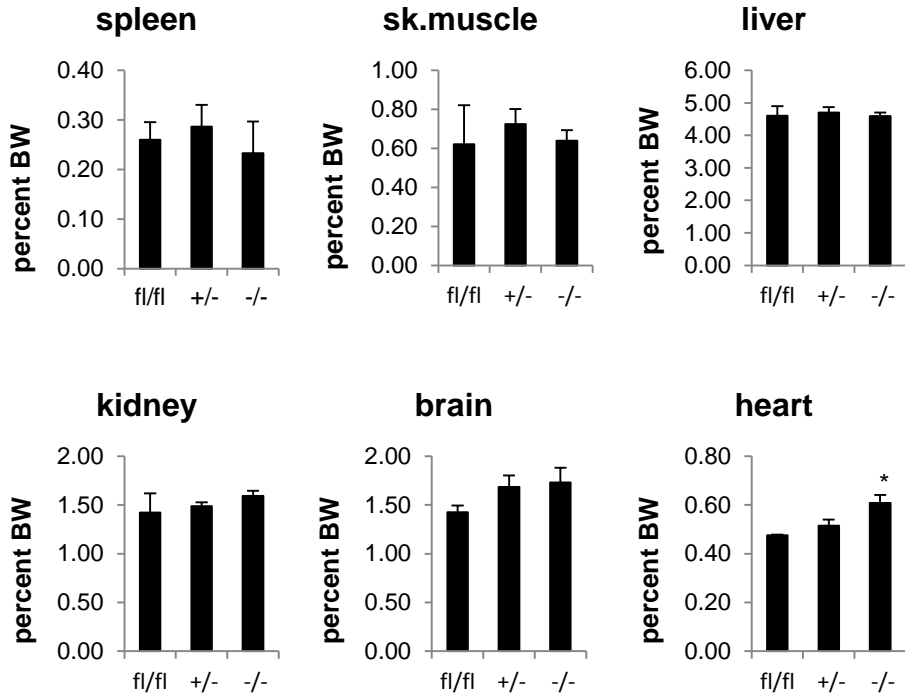 spleen
percent BW
0.40
0.30
0.20
0.10
0.00
fl/fl +/- -/-
sk.muscle
percent BW
1.00
0.80
0.60
0.40
0.20
0.00
fl/fl +/- -/-
liver
percent BW
6.00
5.00
4.00
3.00
2.00
1.00
0.00
fl/fl +/- -/-
kidney
percent BW
2.00
1.50
1.00
0.50
0.00
fl/fl +/- -/-
brain
percent BW
2.00
1.50
1.00
0.50
0.00
fl/fl +/- -/-
heart
percent BW
0.80
0.60
0.40
0.20
0.00
*
fl/fl +/- -/-